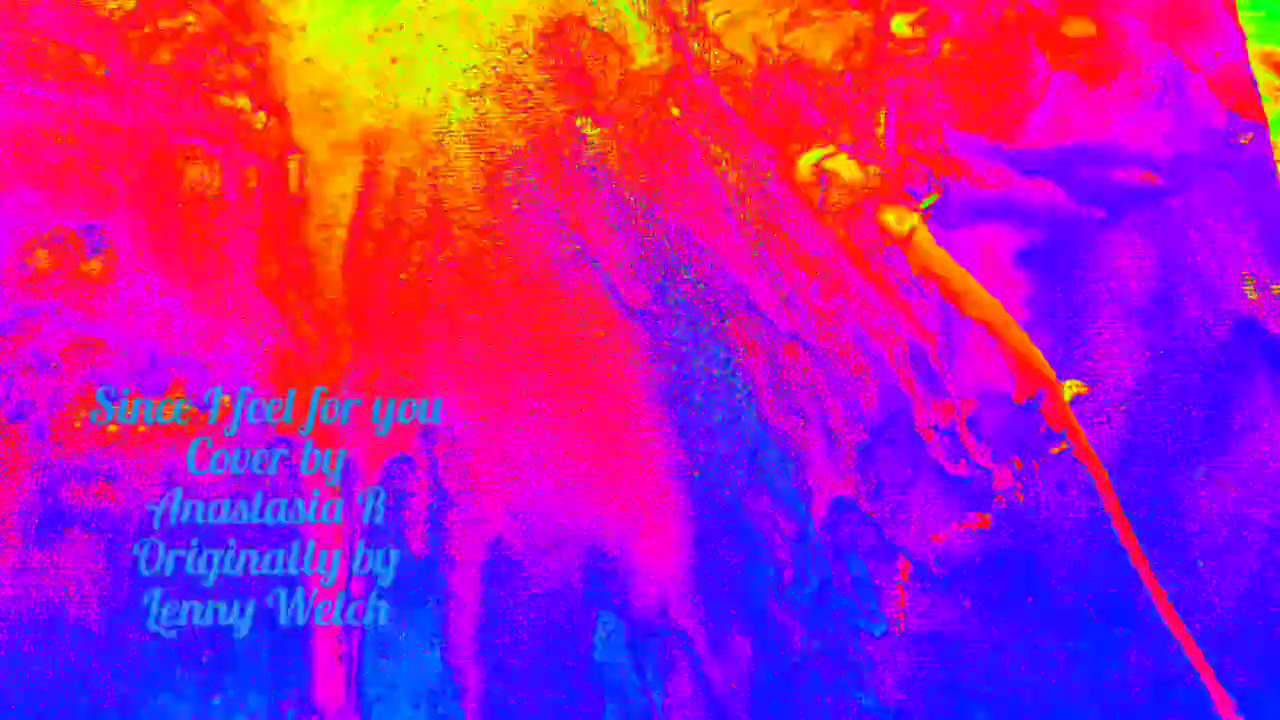 Since I feel for you
Cover by
Anastasia R
Originally by
Lenny Welch